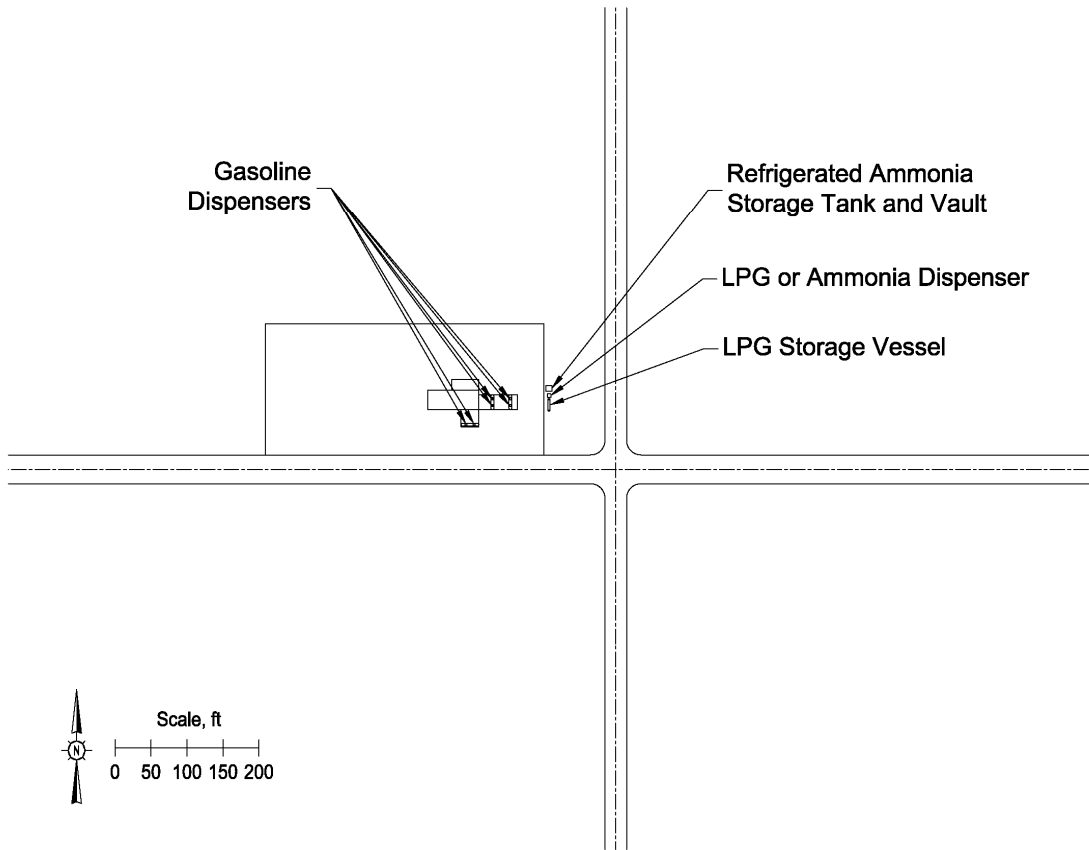 Gasoline
Dispensers
Refrigerated Ammonia
Storage Tank and Vault
LPG or Ammonia Dispenser
LPG Storage Vessel
N
Scale, ft
0 50 100 150 200